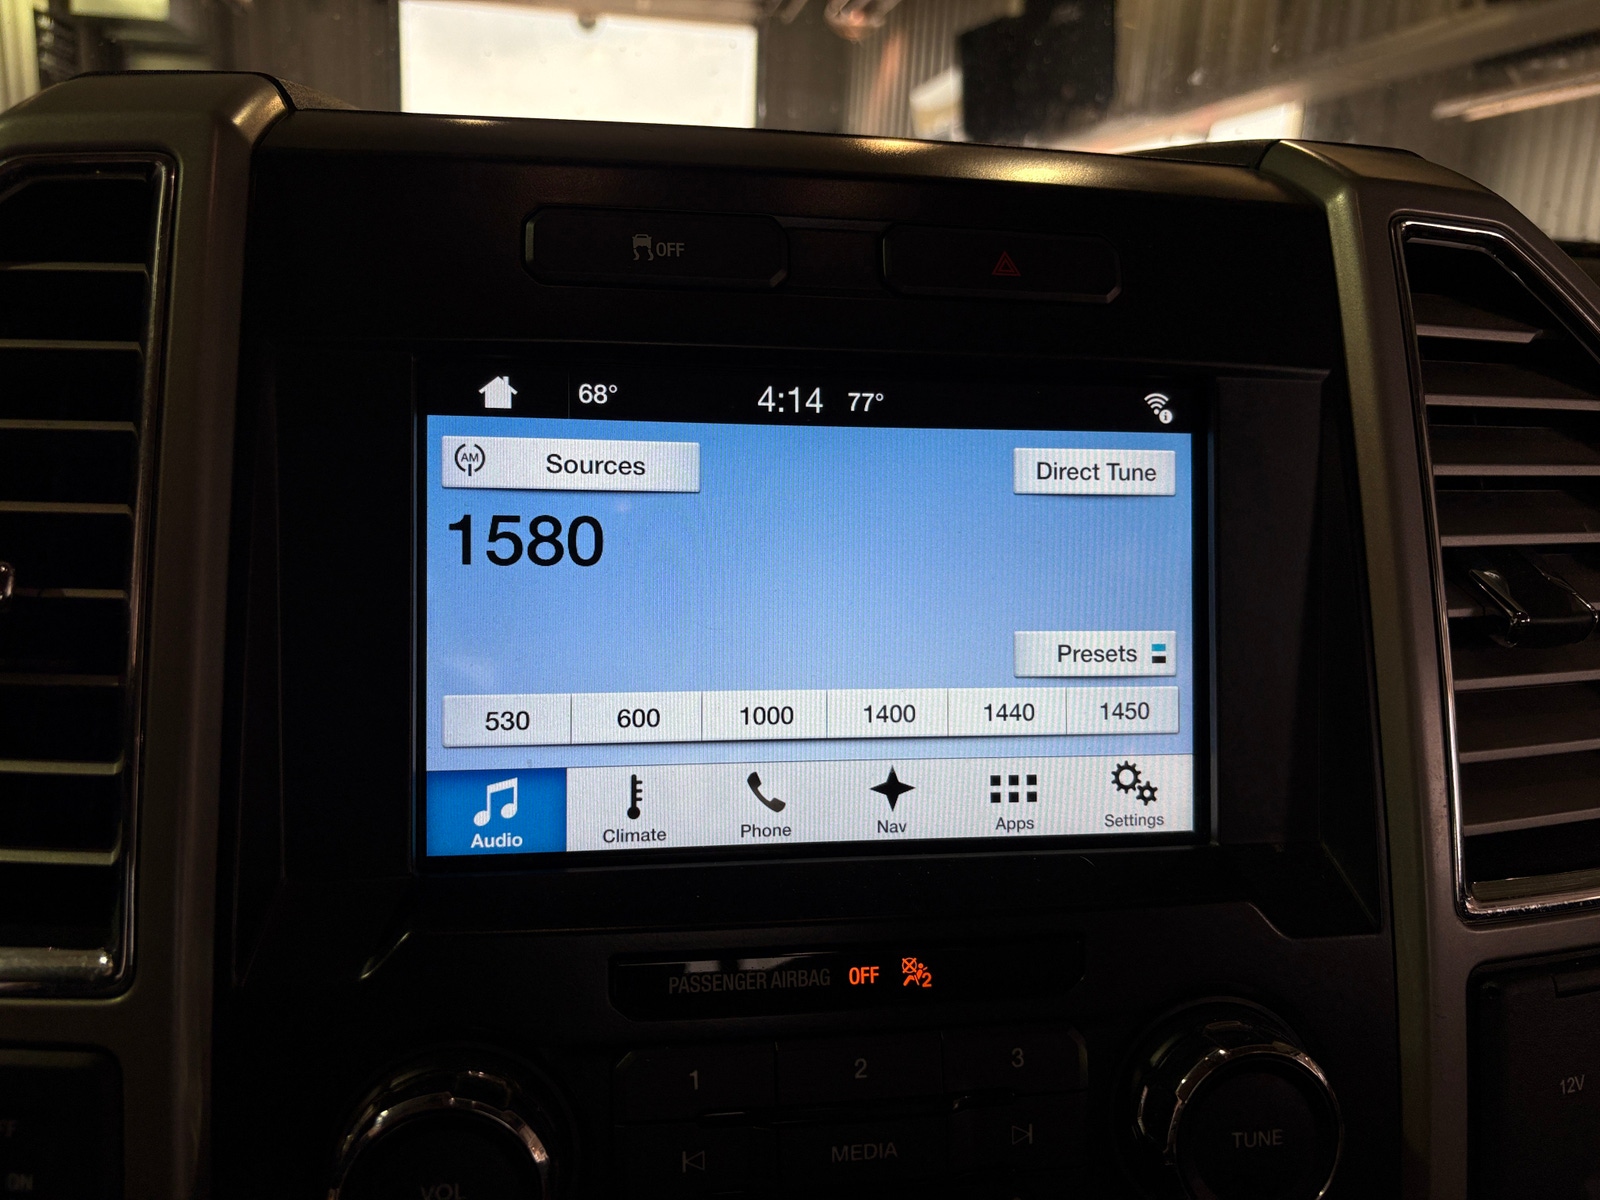 OFF
68° 4:14 77°
AM Sources Direct Tune
1580
Presets
530 600 1000 1400 1440 1450
Audio Climate Phone Nav Apps Settings
PASSENGER AIRBAG OFF 2
1 2 3
MEDIA
12V
TUNE
VOL
ON